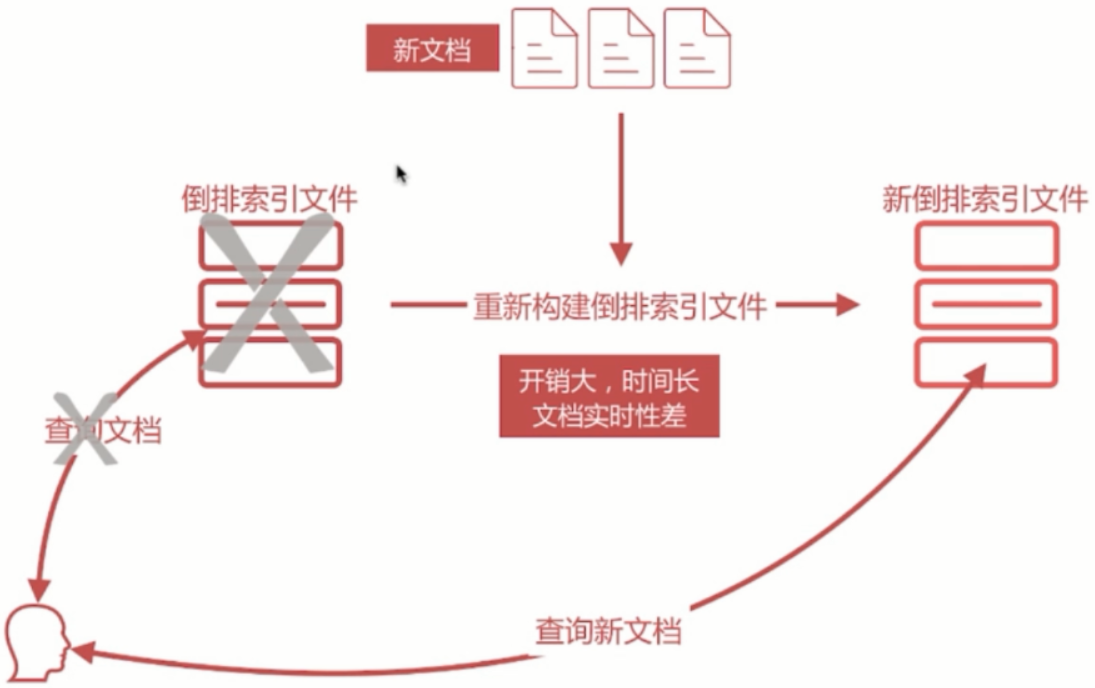 新文档
倒排索引文件
新倒排索引文件
重新构建倒排索引文件
开销大，时间长
文档实时性差
查询文档
查询新文档